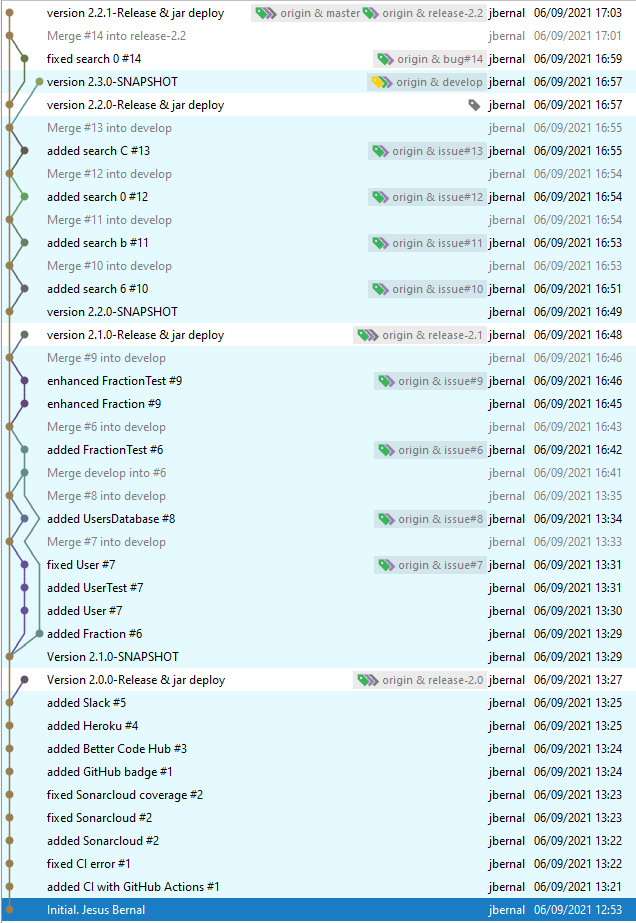 version 2.2.1-Release & jar deploy origin & master origin & release-2.2 jbernal 06/09/2021 17:03
Merge #14 into release-2.2 jbernal 06/09/2021 17:01
fixed search 0 #14 origin & bug#14 jbernal 06/09/2021 16:59
version 2.3.0-SNAPSHOT origin & develop jbernal 06/09/2021 16:57
version 2.2.0-Release & jar deploy jbernal 06/09/2021 16:57
Merge #13 into develop jbernal 06/09/2021 16:55
added search C #13 origin & issue#13 jbernal 06/09/2021 16:55
Merge #12 into develop jbernal 06/09/2021 16:54
added search 0 #12 origin & issue#12 jbernal 06/09/2021 16:54
Merge #11 into develop jbernal 06/09/2021 16:54
added search b #11 origin & issue#11 jbernal 06/09/2021 16:53
Merge #10 into develop jbernal 06/09/2021 16:53
added search 6 #10 origin & issue#10 jbernal 06/09/2021 16:51
version 2.2.0-SNAPSHOT jbernal 06/09/2021 16:49
version 2.1.0-Release & jar deploy origin & release-2.1 jbernal 06/09/2021 16:48
Merge #9 into develop jbernal 06/09/2021 16:46
enhanced FractionTest #9 origin & issue#9 jbernal 06/09/2021 16:46
enhanced Fraction #9 jbernal 06/09/2021 16:45
Merge #6 into develop jbernal 06/09/2021 16:43
added FractionTest #6 origin & issue#6 jbernal 06/09/2021 16:42
Merge develop into #6 jbernal 06/09/2021 16:41
Merge #8 into develop jbernal 06/09/2021 13:35
added UsersDatabase #8 origin & issue#8 jbernal 06/09/2021 13:34
Merge #7 into develop jbernal 06/09/2021 13:33
fixed User #7 origin & issue#7 jbernal 06/09/2021 13:31
added UserTest #7 jbernal 06/09/2021 13:31
added User #7 jbernal 06/09/2021 13:30
added Fraction #6 jbernal 06/09/2021 13:29
Version 2.1.0-SNAPSHOT jbernal 06/09/2021 13:29
Version 2.0.0-Release & jar deploy origin & release-2.0 jbernal 06/09/2021 13:27
added Slack #5 jbernal 06/09/2021 13:25
added Heroku #4 jbernal 06/09/2021 13:25
added Better Code Hub #3 jbernal 06/09/2021 13:24
added GitHub badge #1 jbernal 06/09/2021 13:24
fixed Sonarcloud coverage #2 jbernal 06/09/2021 13:23
fixed Sonarcloud #2 jbernal 06/09/2021 13:23
added Sonarcloud #2 jbernal 06/09/2021 13:22
fixed CI error #1 jbernal 06/09/2021 13:22
added CI with GitHub Actions #1 jbernal 06/09/2021 13:21
Initial. Jesus Bernal jbernal 06/09/2021 12:53